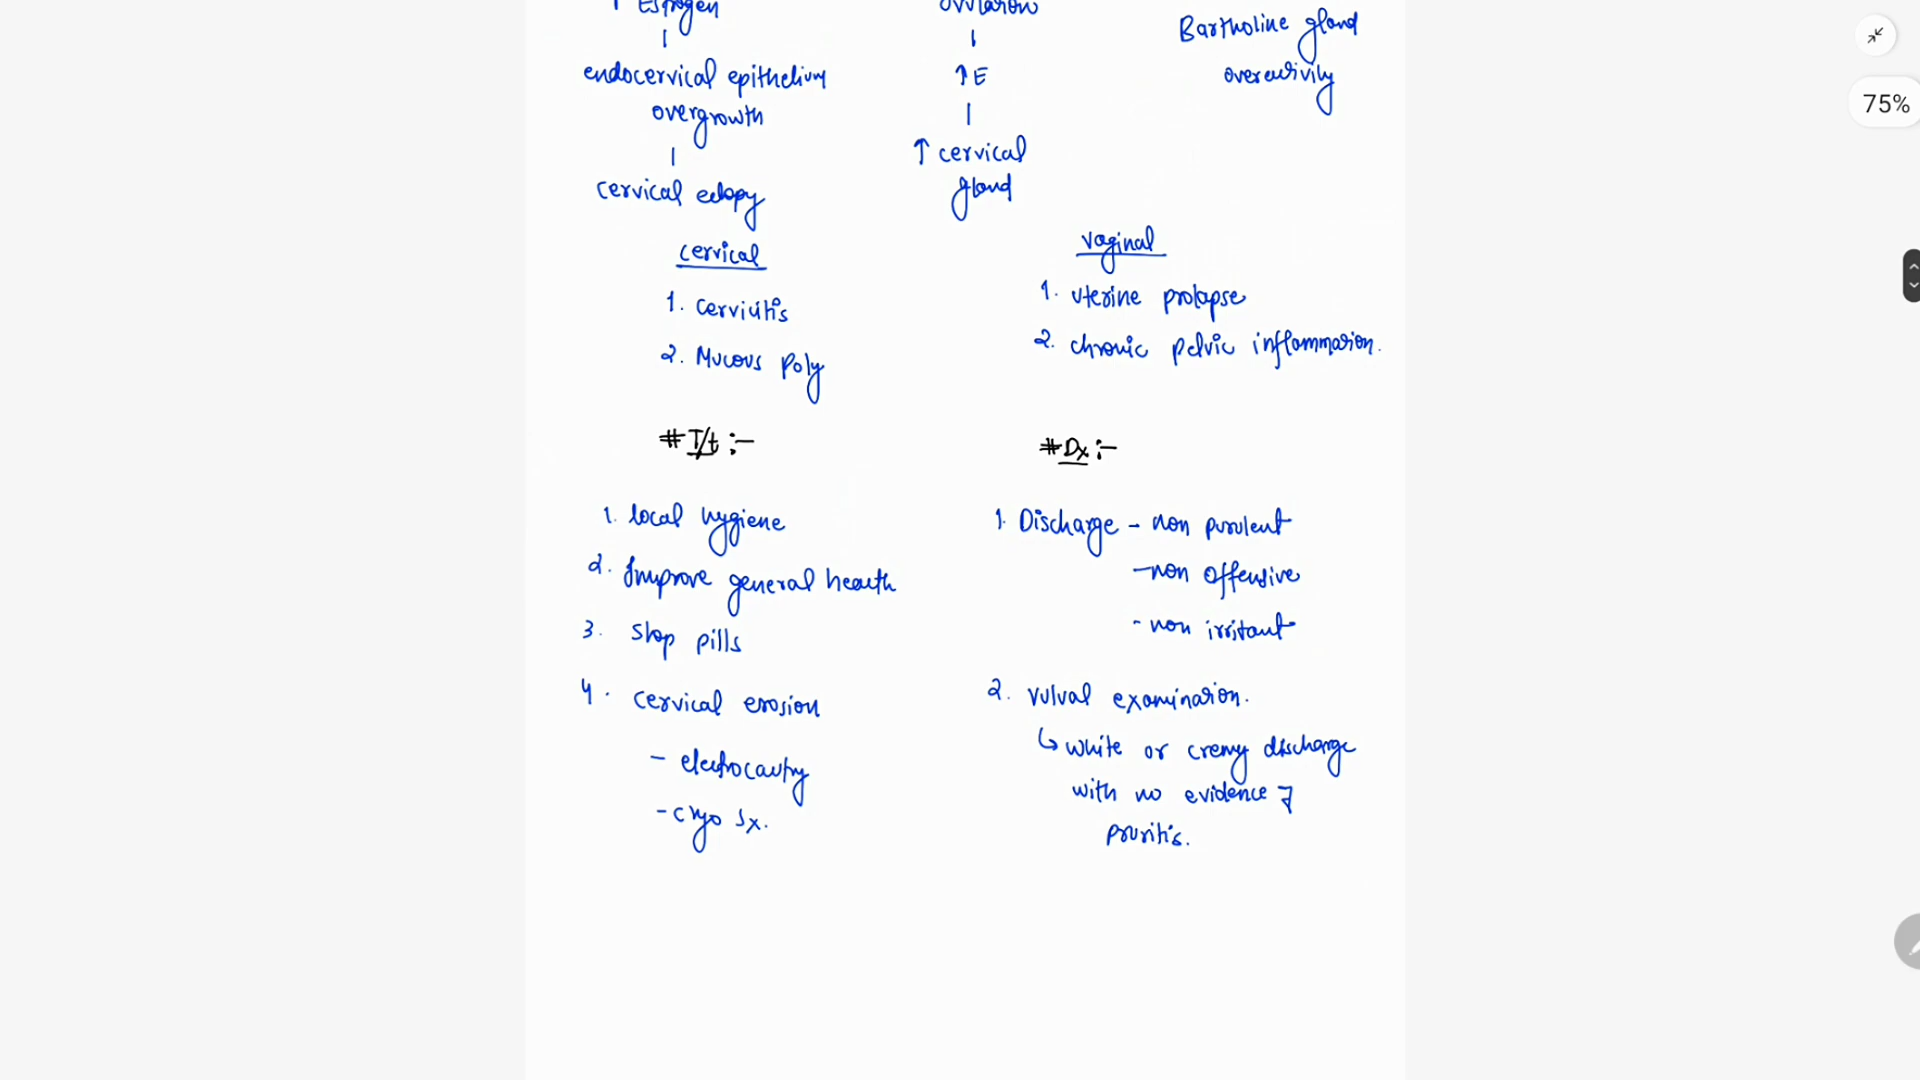 ↑ Estrogen
|
endocervical epithelium
overgrowth
|
cervical ectopy
ovulation
|
↑ E
|
↑ cervical
gland
Bartholine gland
overactivity
cervical
1. cervicitis
2. Mucous Poly
vaginal
1. uterine prolapse
2. chronic pelvic inflammation.
# T/t :-
1. local hygiene
2. Improve general health
3. Stop pills
4. cervical erosion
- electrocautry
- cryo Sx.
# Dx :-
1. Discharge - non purulent
- non offensive
- non irritant
2. vulval examination.
↳ white or cremy discharge
with no evidence of
pruritis.
75%